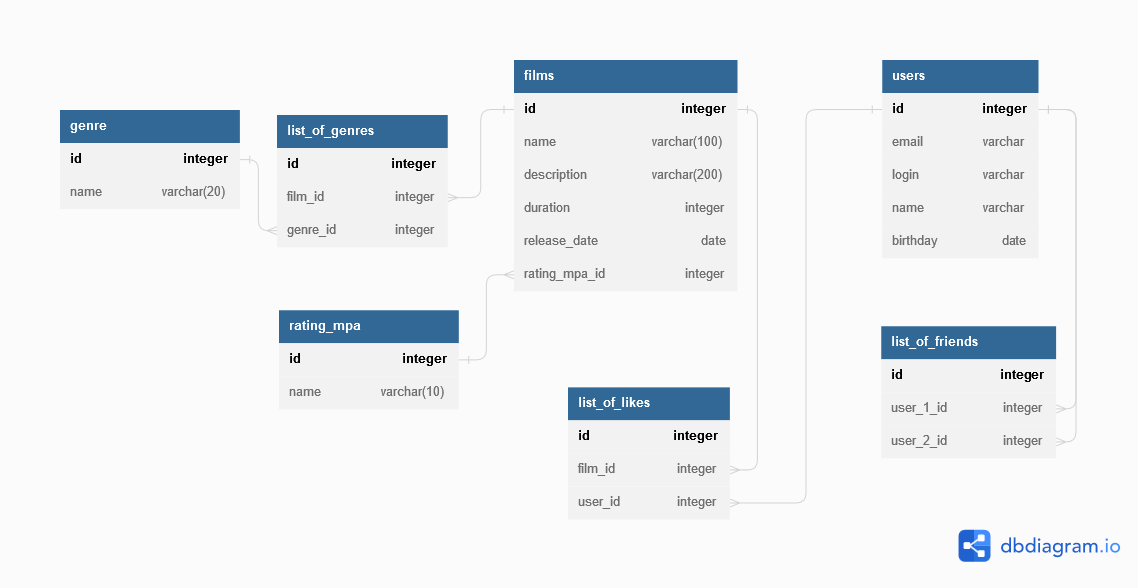 genre
id integer
name varchar(20)
list_of_genres
id integer
film_id integer
genre_id integer
films
id integer
name varchar(100)
description varchar(200)
duration integer
release_date date
rating_mpa_id integer
users
id integer
email varchar
login varchar
name varchar
birthday date
rating_mpa
id integer
name varchar(10)
list_of_likes
id integer
film_id integer
user_id integer
list_of_friends
id integer
user_1_id integer
user_2_id integer
dbdiagram.io